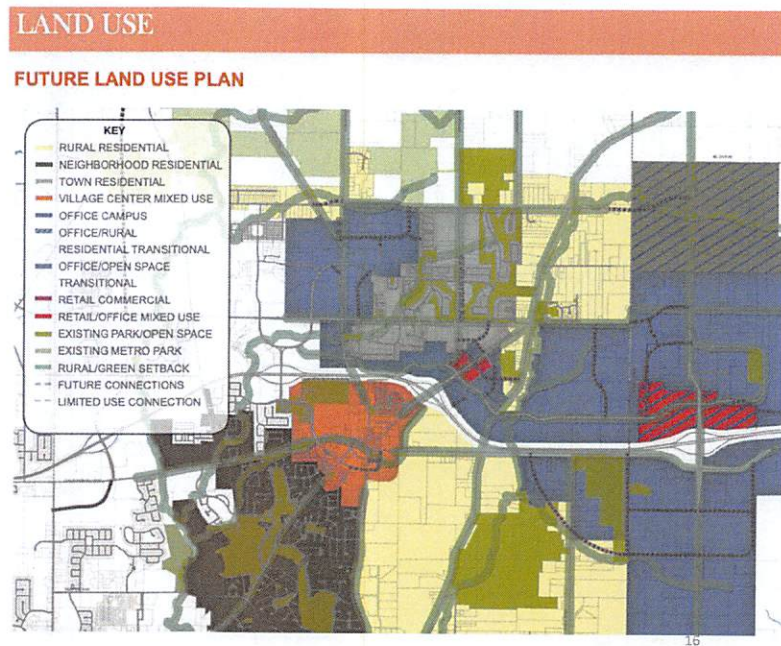 LAND USE
FUTURE LAND USE PLAN
KEY
RURAL RESIDENTIAL
NEIGHBORHOOD RESIDENTIAL
TOWN RESIDENTIAL
VILLAGE CENTER MIXED USE
OFFICE CAMPUS
OFFICE/RURAL
RESIDENTIAL TRANSITIONAL
OFFICE/OPEN SPACE
TRANSITIONAL
RETAIL COMMERCIAL
RETAIL/OFFICE MIXED USE
EXISTING PARK/OPEN SPACE
EXISTING METRO PARK
RURAL/GREEN SETBACK
FUTURE CONNECTIONS
LIMITED USE CONNECTION
16